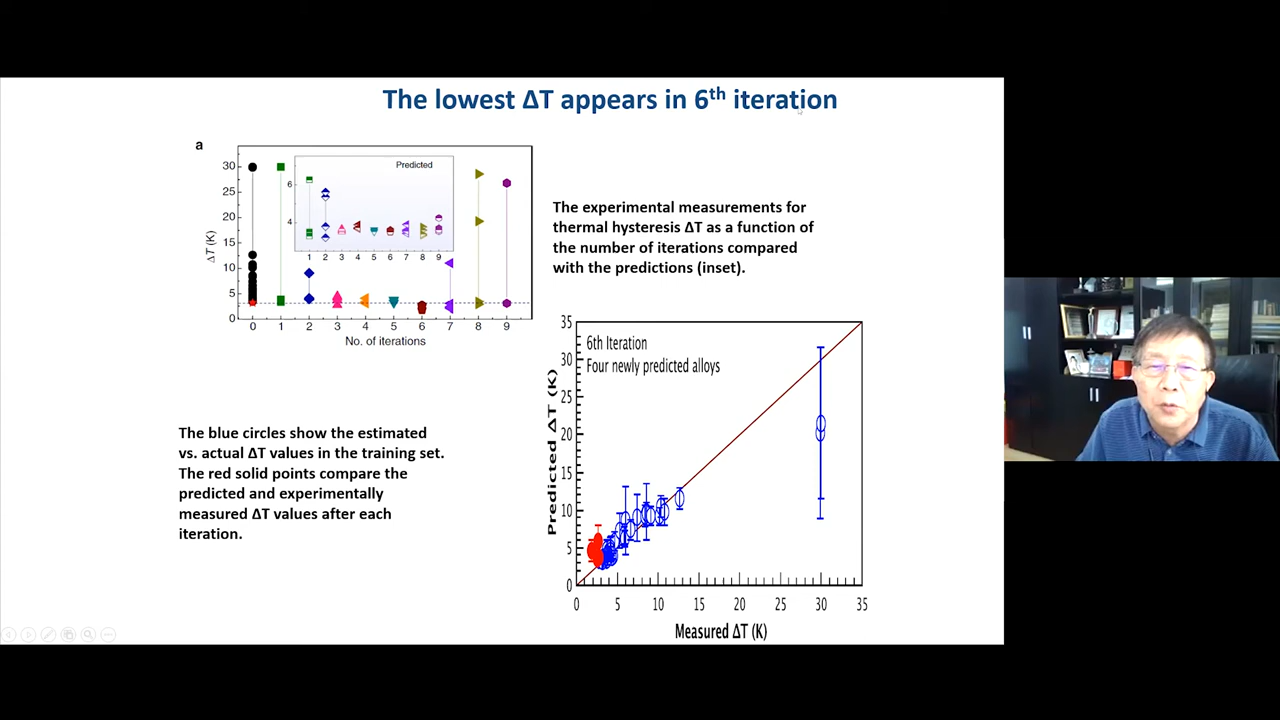 The lowest ΔT appears in 6th iteration
a
ΔT (K)
30
25
20
15
10
5
0
Predicted
6
4
1 2 3 4 5 6 7 8 9
0 1 2 3 4 5 6 7 8 9
No. of iterations
The experimental measurements for
thermal hysteresis ΔT as a function of
the number of iterations compared
with the predictions (inset).
The blue circles show the estimated
vs. actual ΔT values in the training set.
The red solid points compare the
predicted and experimentally
measured ΔT values after each
iteration.
6th Iteration
Four newly predicted alloys
Predicted ΔT (K)
35
30
25
20
15
10
5
0
0 5 10 15 20 25 30 35
Measured ΔT (K)